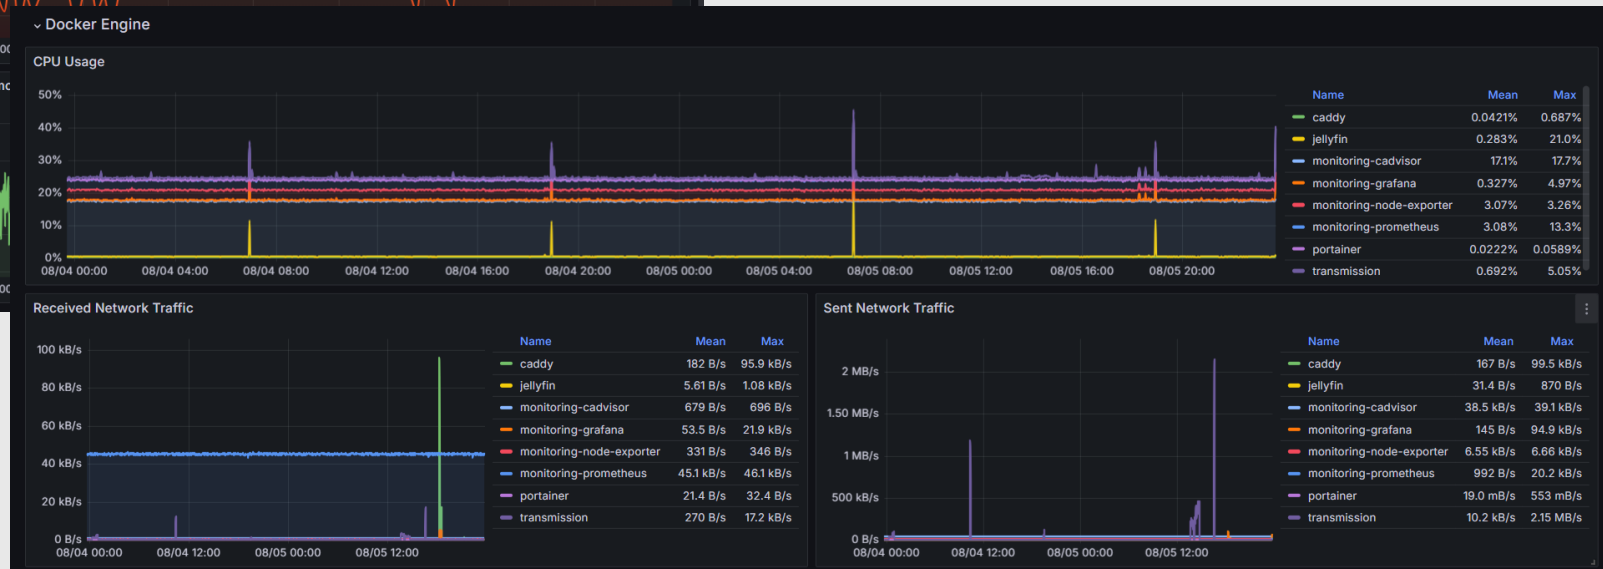 Docker Engine
CPU Usage
50%
40%
30%
20%
10%
0%
08/04 00:00 08/04 04:00 08/04 08:00 08/04 12:00 08/04 16:00 08/04 20:00 08/05 00:00 08/05 04:00 08/05 08:00 08/05 12:00 08/05 16:00 08/05 20:00
Name Mean Max
caddy 0.0421% 0.687%
jellyfin 0.283% 21.0%
monitoring-cadvisor 17.1% 17.7%
monitoring-grafana 0.327% 4.97%
monitoring-node-exporter 3.07% 3.26%
monitoring-prometheus 3.08% 13.3%
portainer 0.0222% 0.0589%
transmission 0.692% 5.05%
Received Network Traffic
100 kB/s
80 kB/s
60 kB/s
40 kB/s
20 kB/s
0 B/s
08/04 00:00 08/04 12:00 08/05 00:00 08/05 12:00
Name Mean Max
caddy 182 B/s 95.9 kB/s
jellyfin 5.61 B/s 1.08 kB/s
monitoring-cadvisor 679 B/s 696 B/s
monitoring-grafana 53.5 B/s 21.9 kB/s
monitoring-node-exporter 331 B/s 346 B/s
monitoring-prometheus 45.1 kB/s 46.1 kB/s
portainer 21.4 B/s 32.4 B/s
transmission 270 B/s 17.2 kB/s
Sent Network Traffic
2 MB/s
1.50 MB/s
1 MB/s
500 kB/s
0 B/s
08/04 00:00 08/04 12:00 08/05 00:00 08/05 12:00
Name Mean Max
caddy 167 B/s 99.5 kB/s
jellyfin 31.4 B/s 870 B/s
monitoring-cadvisor 38.5 kB/s 39.1 kB/s
monitoring-grafana 145 B/s 94.9 kB/s
monitoring-node-exporter 6.55 kB/s 6.66 kB/s
monitoring-prometheus 992 B/s 20.2 kB/s
portainer 19.0 mB/s 553 mB/s
transmission 10.2 kB/s 2.15 MB/s